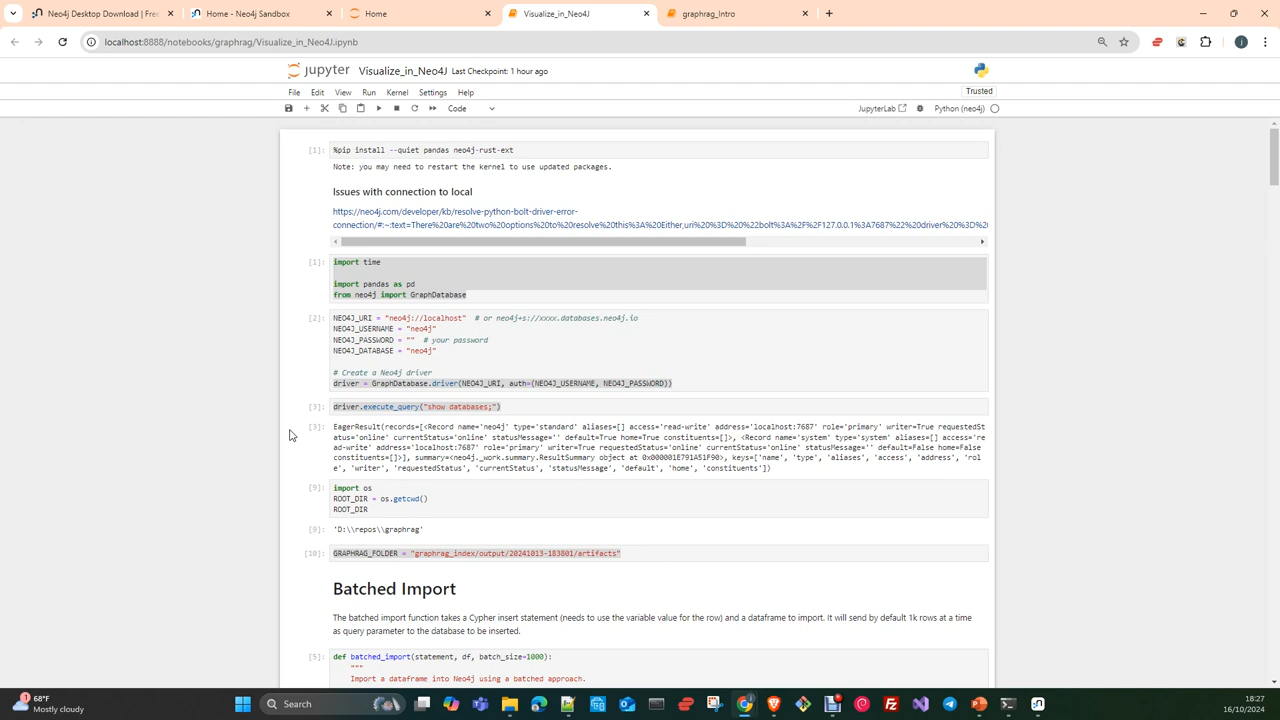 Neo4j Desktop Download | Free
Home - Neo4j Sandbox
Home
Visualize_in_Neo4J
graphrag_Intro
localhost:8888/notebooks/graphrag/Visualize_in_Neo4J.ipynb
jupyter Visualize_in_Neo4J Last Checkpoint: 1 hour ago
File Edit View Run Kernel Settings Help
Trusted
Code
JupyterLab
Python (neo4j)
[1]: %pip install --quiet pandas neo4j-rust-ext
Note: you may need to restart the kernel to use updated packages.
Issues with connection to local
https://neo4j.com/developer/kb/resolve-python-bolt-driver-error-
connection/#:~:text=There%20are%20two%20options%20to%20resolve%20this%3A%20Either,uri%20%3D%20%22bolt%3A%2F%2F127.0.0.1%3A7687%22%20driver%20%3D%20
[1]: import time
import pandas as pd
from neo4j import GraphDatabase
[2]: NEO4J_URI = "neo4j://localhost" # or neo4j+s://xxxx.databases.neo4j.io
NEO4J_USERNAME = "neo4j"
NEO4J_PASSWORD = "" # your password
NEO4J_DATABASE = "neo4j"
# Create a Neo4j driver
driver = GraphDatabase.driver(NEO4J_URI, auth=(NEO4J_USERNAME, NEO4J_PASSWORD))
[3]: driver.execute_query("show databases;")
[3]: EagerResult(records=[<Record name='neo4j' type='standard' aliases=[] access='read-write' address='localhost:7687' role='primary' writer=True requestedS
tatus='online' currentStatus='online' statusMessage='' default=True home=True constituents=[]>, <Record name='system' type='system' aliases=[] access='re
ad-write' address='localhost:7687' role='primary' writer=True requestedStatus='online' currentStatus='online' statusMessage='' default=False home=False
constituents=[]>], summary=<neo4j._work.summary.ResultSummary object at 0x000001E791A51F90>, keys=['name', 'type', 'aliases', 'access', 'address', 'rol
e', 'writer', 'requestedStatus', 'currentStatus', 'statusMessage', 'default', 'home', 'constituents'])
[9]: import os
ROOT_DIR = os.getcwd()
ROOT_DIR
[9]: 'D:\\repos\\graphrag'
[10]: GRAPHRAG_FOLDER = "graphrag_index/output/20241013-183801/artifacts"
Batched Import
The batched import function takes a Cypher insert statement (needs to use the variable value for the row) and a dataframe to import. It will send by default 1k rows at a time
as query parameter to the database to be inserted.
[5]: def batched_import(statement, df, batch_size=1000):
"""
Import a dataframe into Neo4j using a batched approach.
68°F
Mostly cloudy
Search
18:27
16/10/2024